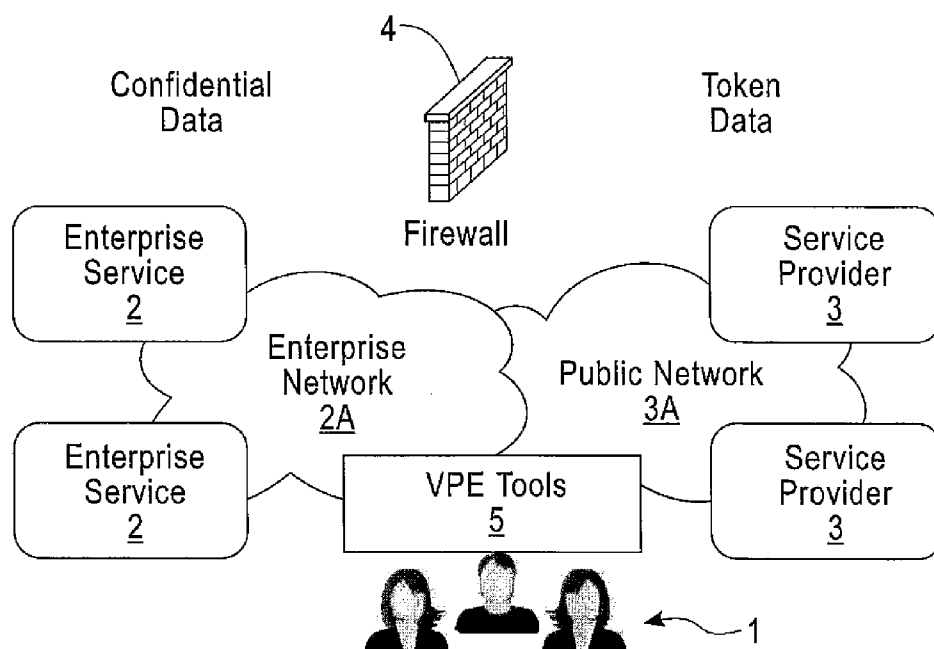 4
Confidential
Data
Token
Data
Firewall
Enterprise
Service
2
Service
Provider
3
Enterprise
Network
2A
Public Network
3A
Enterprise
Service
2
VPE Tools
5
Service
Provider
3
1